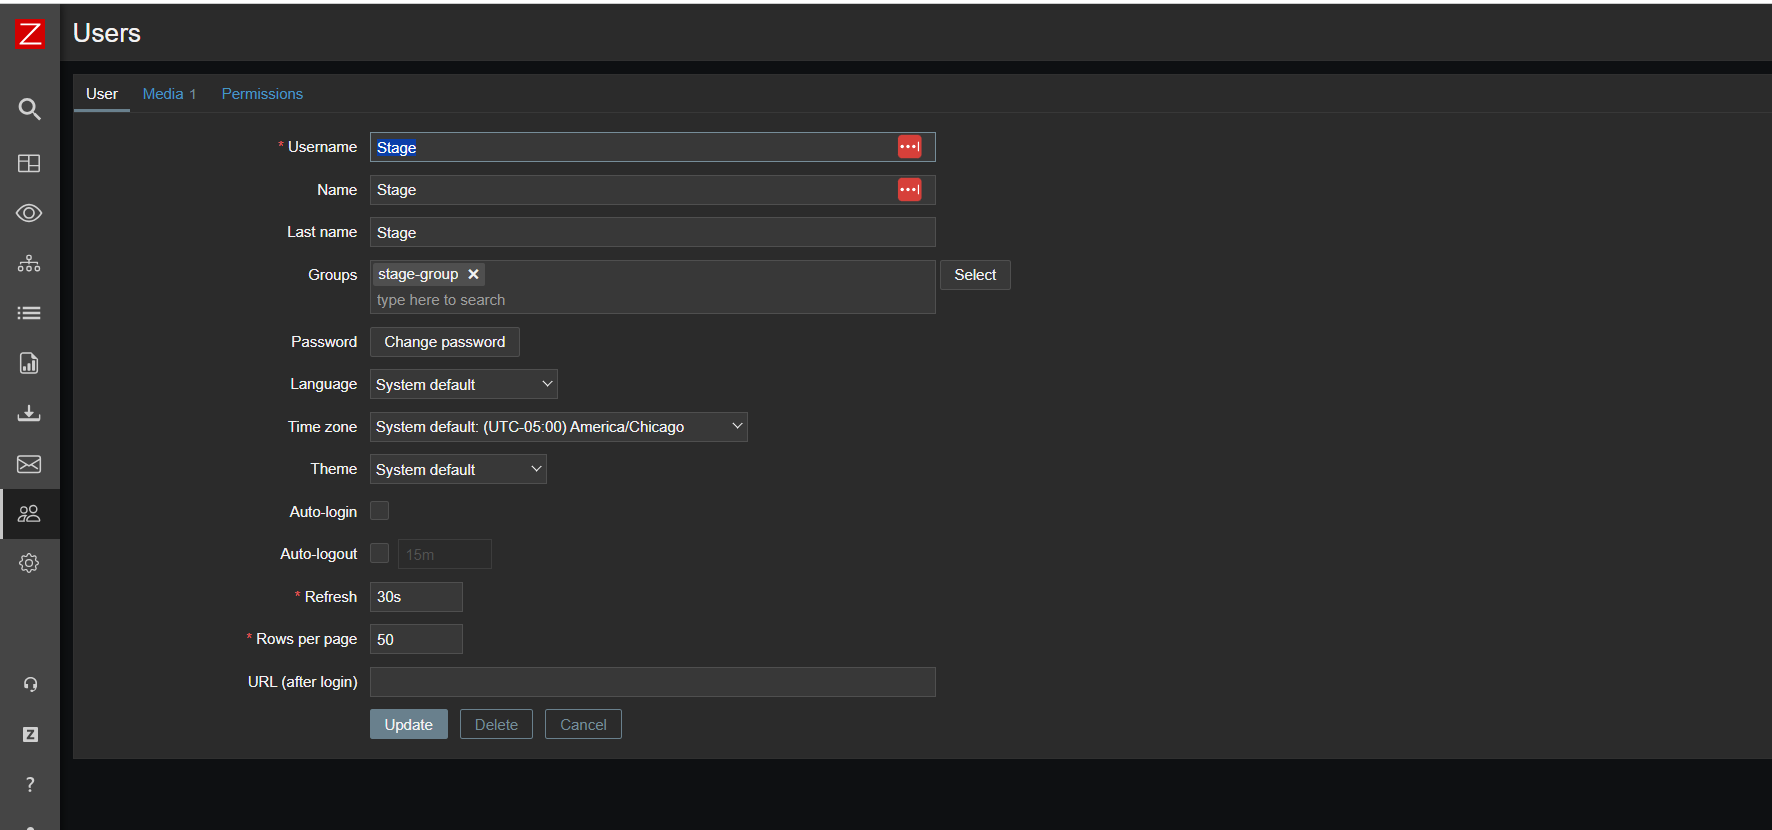 Z
Users
User Media 1 Permissions
* Username Stage
Name Stage
Last name Stage
Groups stage-group Select
type here to search
Password Change password
Language System default
Time zone System default: (UTC-05:00) America/Chicago
Theme System default
Auto-login
Auto-logout 15m
* Refresh 30s
* Rows per page 50
URL (after login)
Update Delete Cancel
Z
?